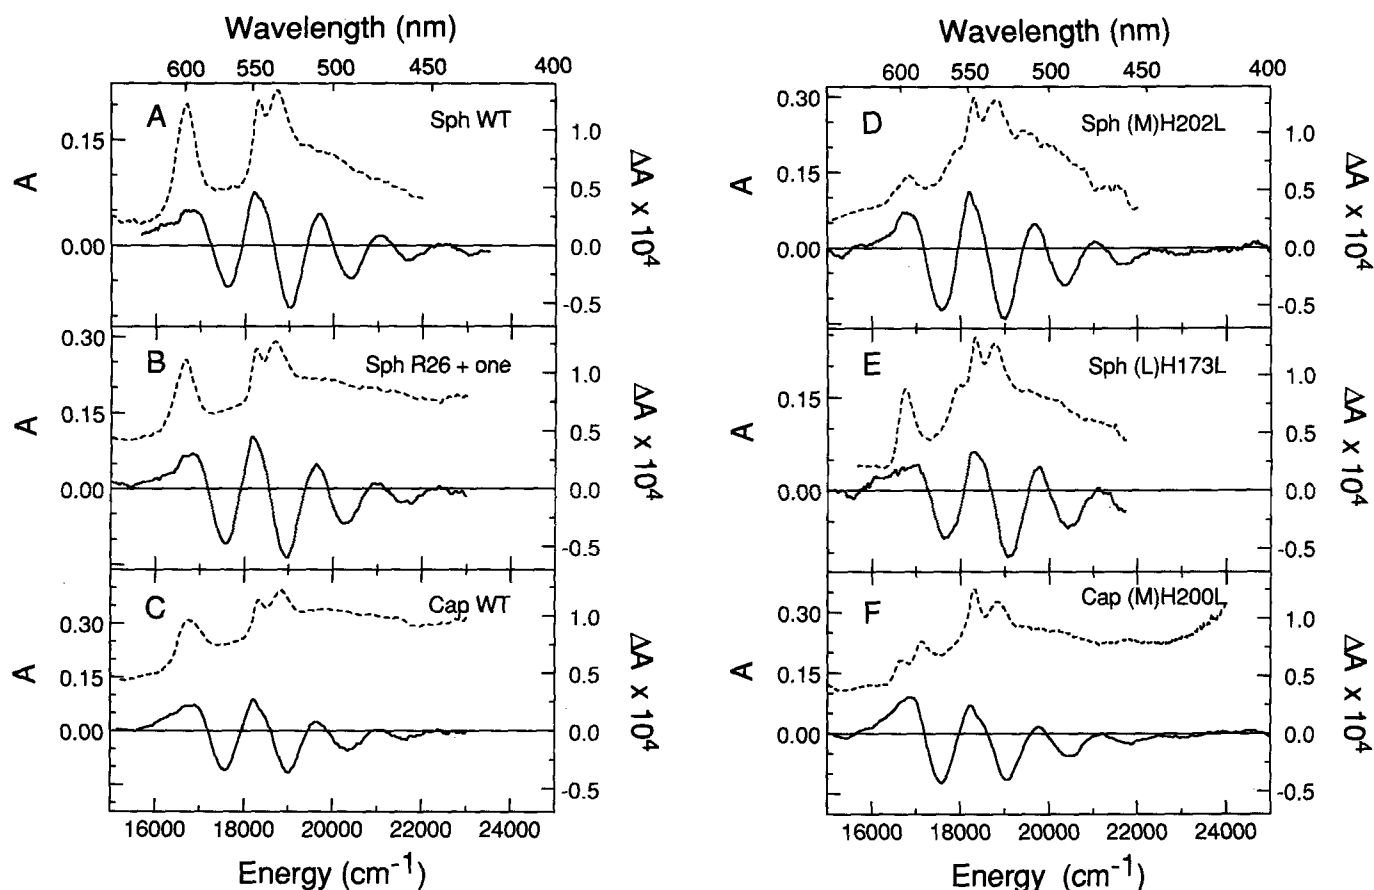 Wavelength (nm)
600 550 500 450 400
A
Sph WT
0.15
0.00
A
1.0
0.5
0.0
-0.5
ΔA x 10⁴
B
Sph R26 + one
0.30
0.15
0.00
A
1.0
0.5
0.0
-0.5
ΔA x 10⁴
C
Cap WT
0.30
0.15
0.00
A
1.0
0.5
0.0
-0.5
ΔA x 10⁴
16000 18000 20000 22000 24000
Energy (cm⁻¹)
Wavelength (nm)
600 550 500 450 400
D
Sph (M)H202L
0.30
0.15
0.00
A
1.0
0.5
0.0
-0.5
ΔA x 10⁴
E
Sph (L)H173L
0.15
0.00
A
1.0
0.5
0.0
-0.5
ΔA x 10⁴
F
Cap (M)H200L
0.30
0.15
0.00
A
1.0
0.5
0.0
-0.5
ΔA x 10⁴
16000 18000 20000 22000 24000
Energy (cm⁻¹)